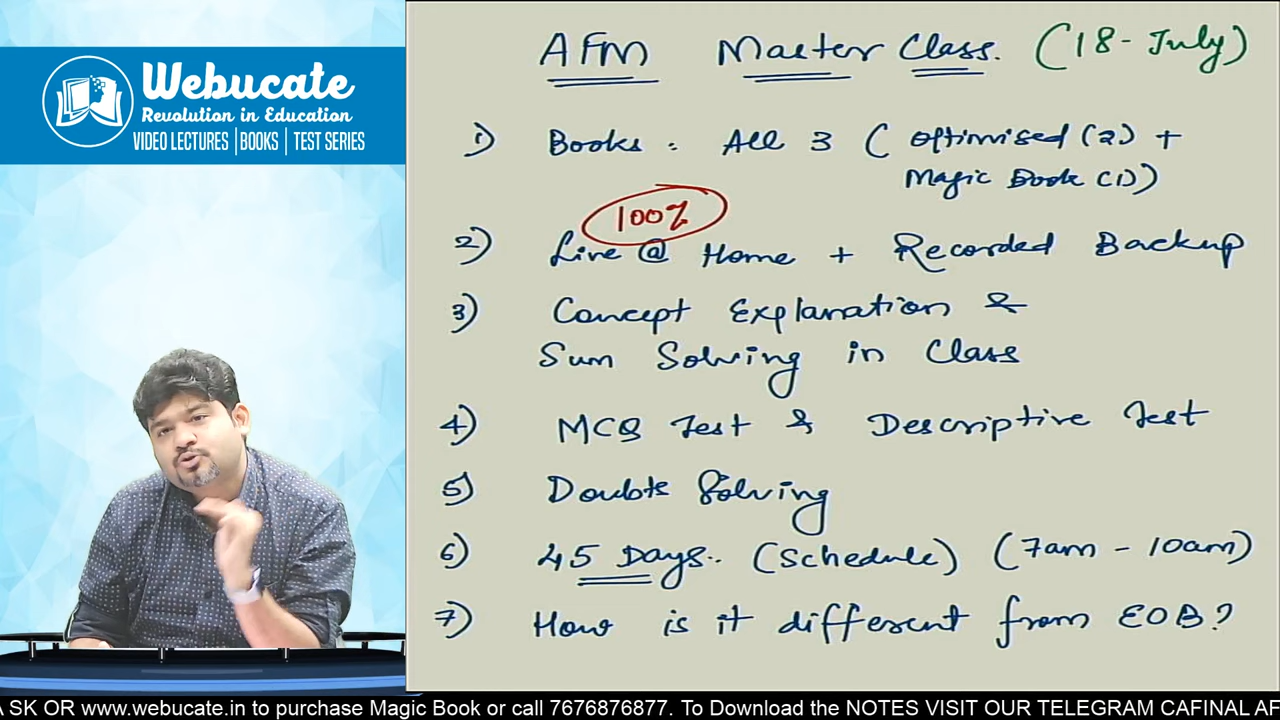 Webucate
Revolution in Education
VIDEO LECTURES | BOOKS | TEST SERIES
AFM Master Class. (18 - July)
1) Books : All 3 ( Optimised (2) +
Magic Book (1))
100%
2) Live @ Home + Recorded Backup
3) Concept Explanation &
Sum Solving in Class
4) MCQ Test & Descriptive Test
5) Doubts Solving
6) 45 Days.. (Schedule) (7am - 10am)
7) How is it different from EOB?
A SK OR www.webucate.in to purchase Magic Book or call 7676876877. To Download the NOTES VISIT OUR TELEGRAM CAFINAL AF